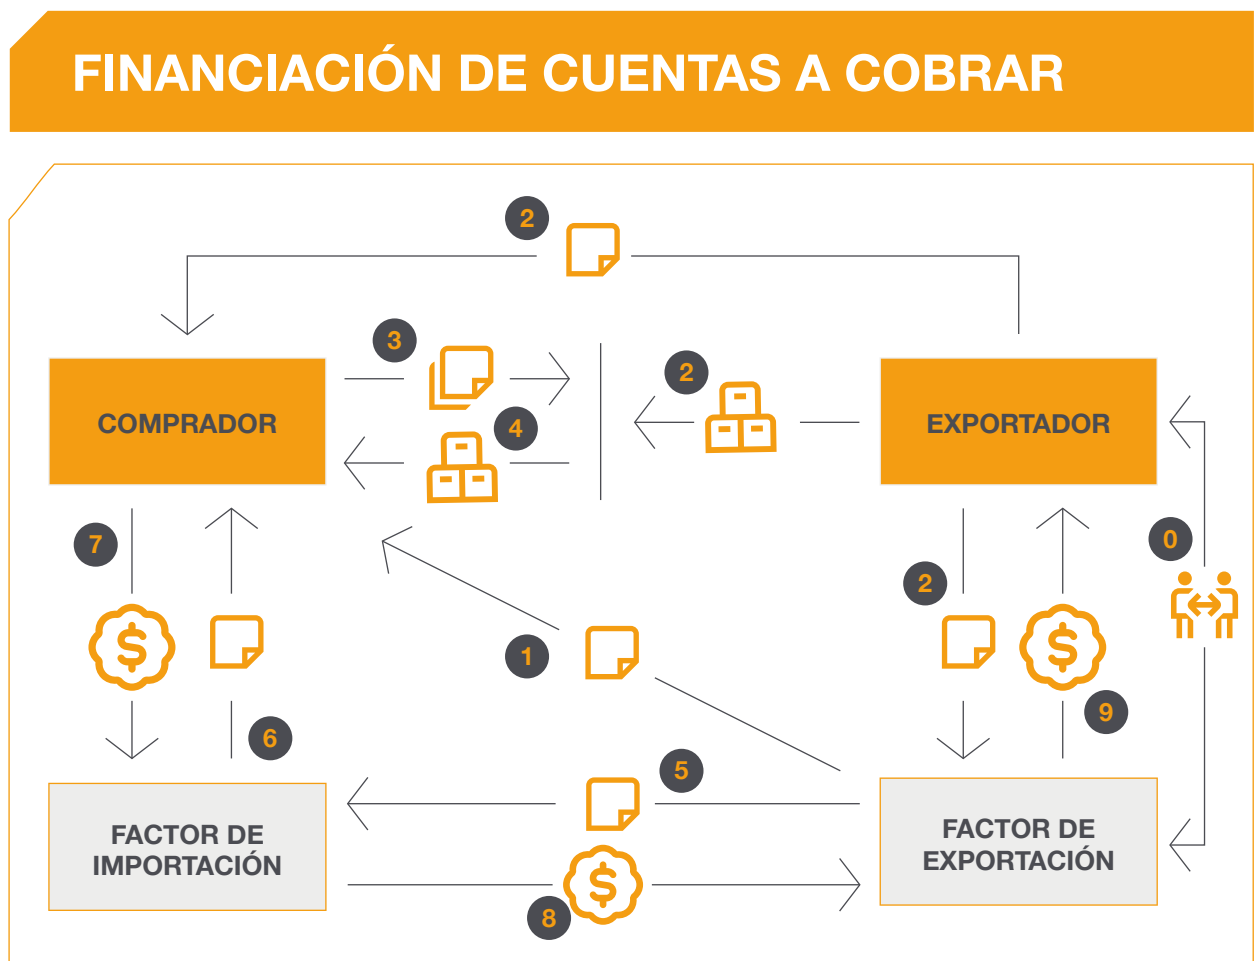 FINANCIACIÓN DE CUENTAS A COBRAR
2
3
2
4
COMPRADOR
EXPORTADOR
7
0
2
1
6
9
5
FACTOR DE
IMPORTACIÓN
FACTOR DE
EXPORTACIÓN
$
$
$
8